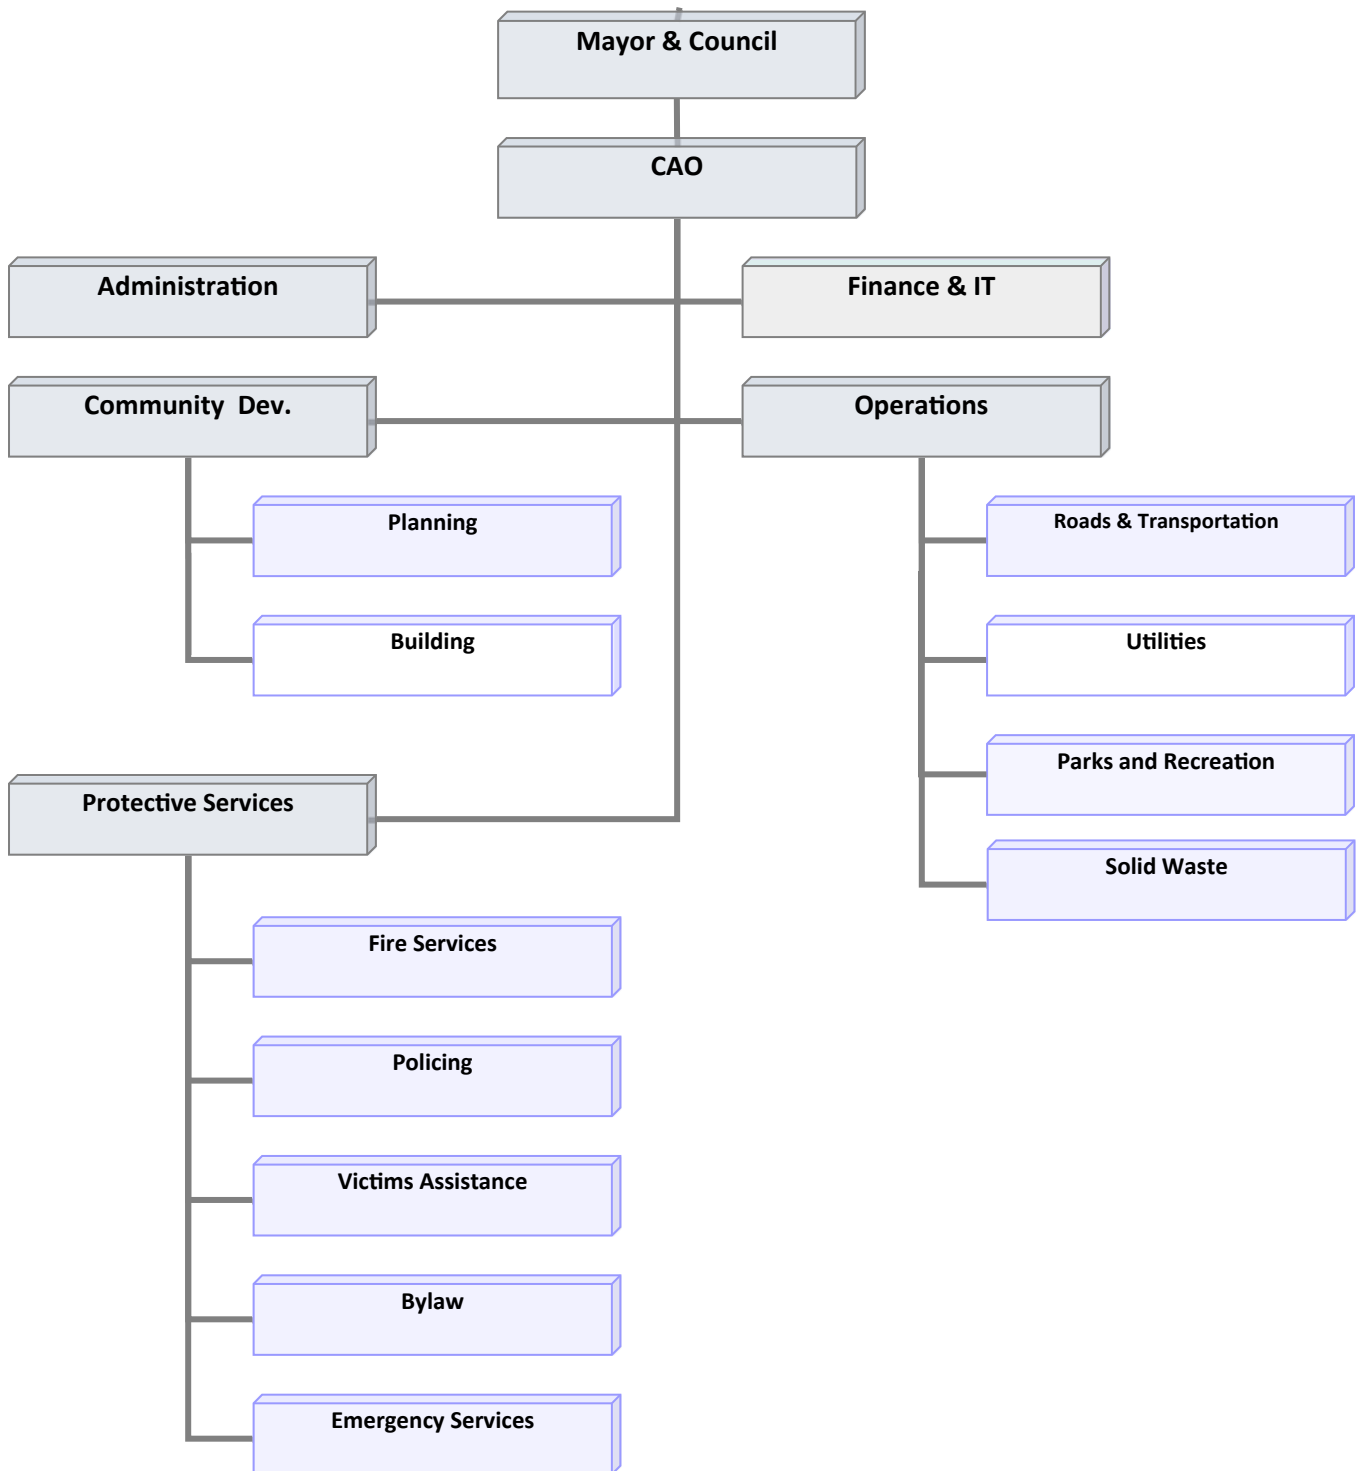 Mayor & Council
CAO
Administration
Finance & IT
Community Dev.
Operations
Planning
Roads & Transportation
Building
Utilities
Parks and Recreation
Protective Services
Solid Waste
Fire Services
Policing
Victims Assistance
Bylaw
Emergency Services